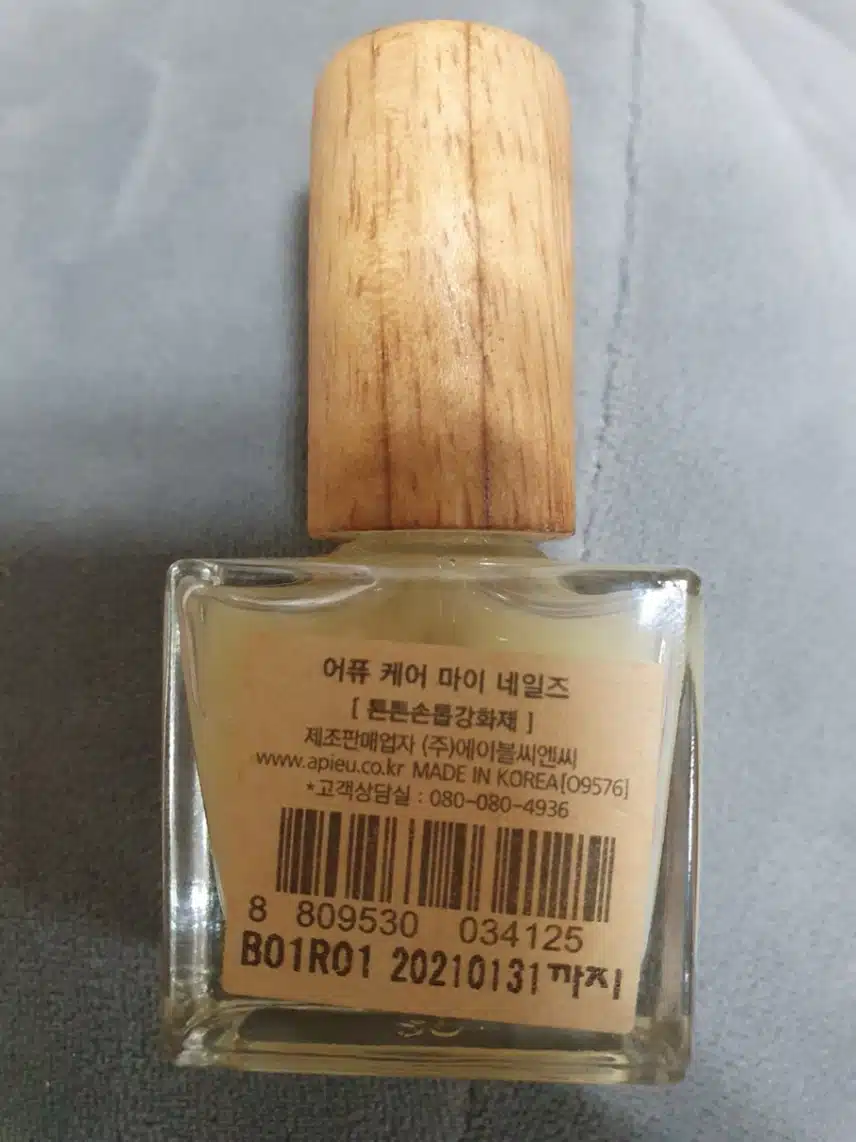 어퓨 케어 마이 네일즈
[ 튼튼손톱강화제 ]
제조판매업자 (주)에이블씨엔씨
www.apieu.co.kr MADE IN KOREA[09576]
*고객상담실 : 080-080-4936
8 809530 034125
B01R01 20210131까지